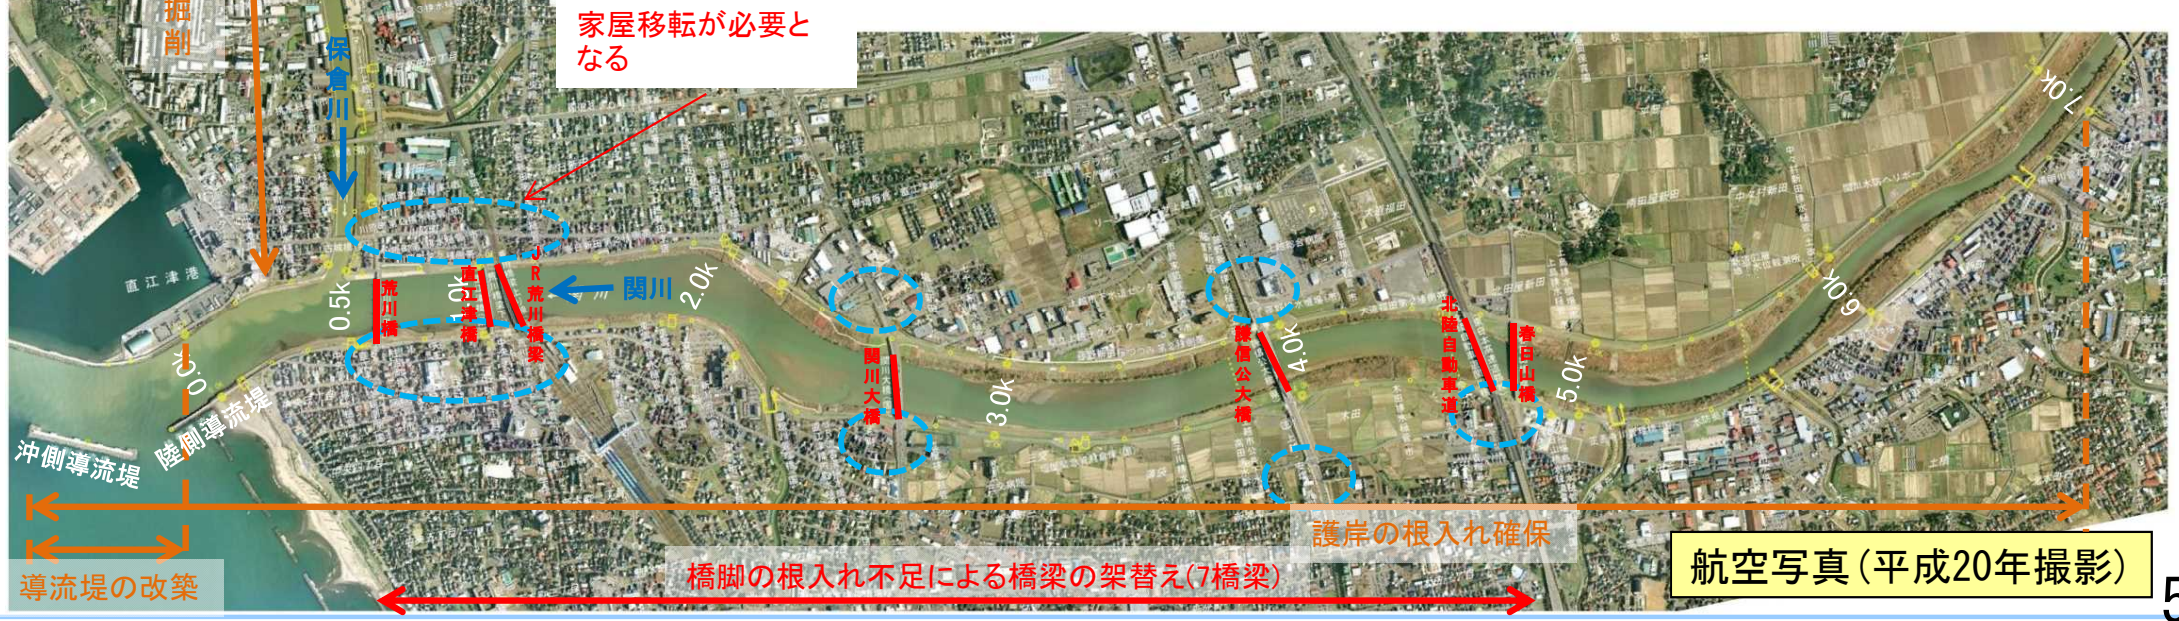 掘削
家屋移転が必要と
なる
保倉川
直江津港
0.0k
0.5k
荒川橋
1.0k
直江津橋
JR荒川橋梁
関川
2.0k
関川大橋
3.0k
謙信公大橋
4.0k
北陸自動車道
春日山橋
5.0k
6.0k
7.0k
沖側導流堤
陸側導流堤
導流堤の改築
護岸の根入れ確保
橋脚の根入れ不足による橋梁の架替え(7橋梁)
航空写真(平成20年撮影)
5